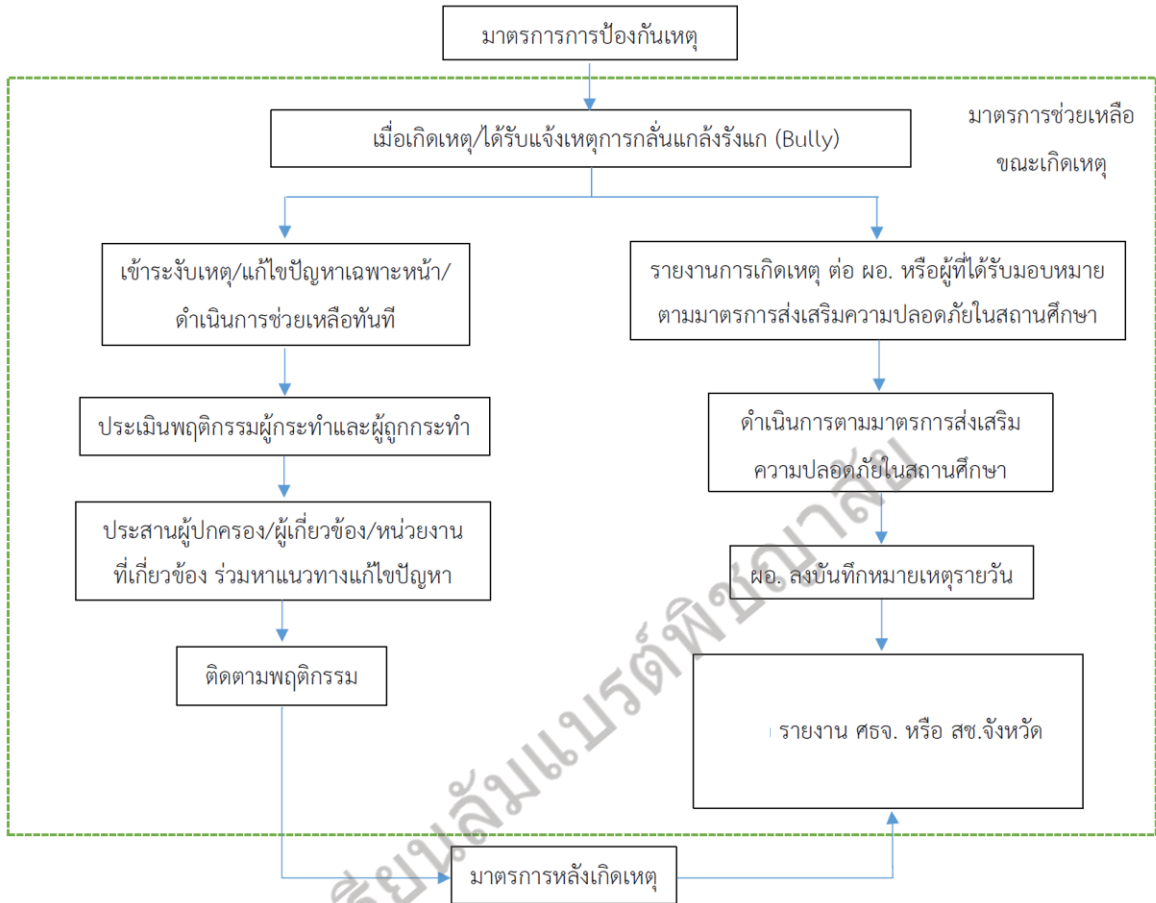 มาตรการการป้องกันเหตุ
มาตรการช่วยเหลือ
ขณะเกิดเหตุ
เมื่อเกิดเหตุ/ได้รับแจ้งเหตุการกลั่นแกล้งรังแก (Bully)
เข้าระงับเหตุ/แก้ไขปัญหาเฉพาะหน้า/
ดำเนินการช่วยเหลือทันที
รายงานการเกิดเหตุ ต่อ ผอ. หรือผู้ที่ได้รับมอบหมาย
ตามมาตรการส่งเสริมความปลอดภัยในสถานศึกษา
ประเมินพฤติกรรมผู้กระทำและผู้ถูกกระทำ
ดำเนินการตามมาตรการส่งเสริม
ความปลอดภัยในสถานศึกษา
ประสานผู้ปกครอง/ผู้เกี่ยวข้อง/หน่วยงาน
ที่เกี่ยวข้อง ร่วมหาแนวทางแก้ไขปัญหา
ผอ. ลงบันทึกหมายเหตุรายวัน
ติดตามพฤติกรรม
รายงาน ศธจ. หรือ สช.จังหวัด
มาตรการหลังเกิดเหตุ
เรียนลัมแบรต์พิชญาลัย